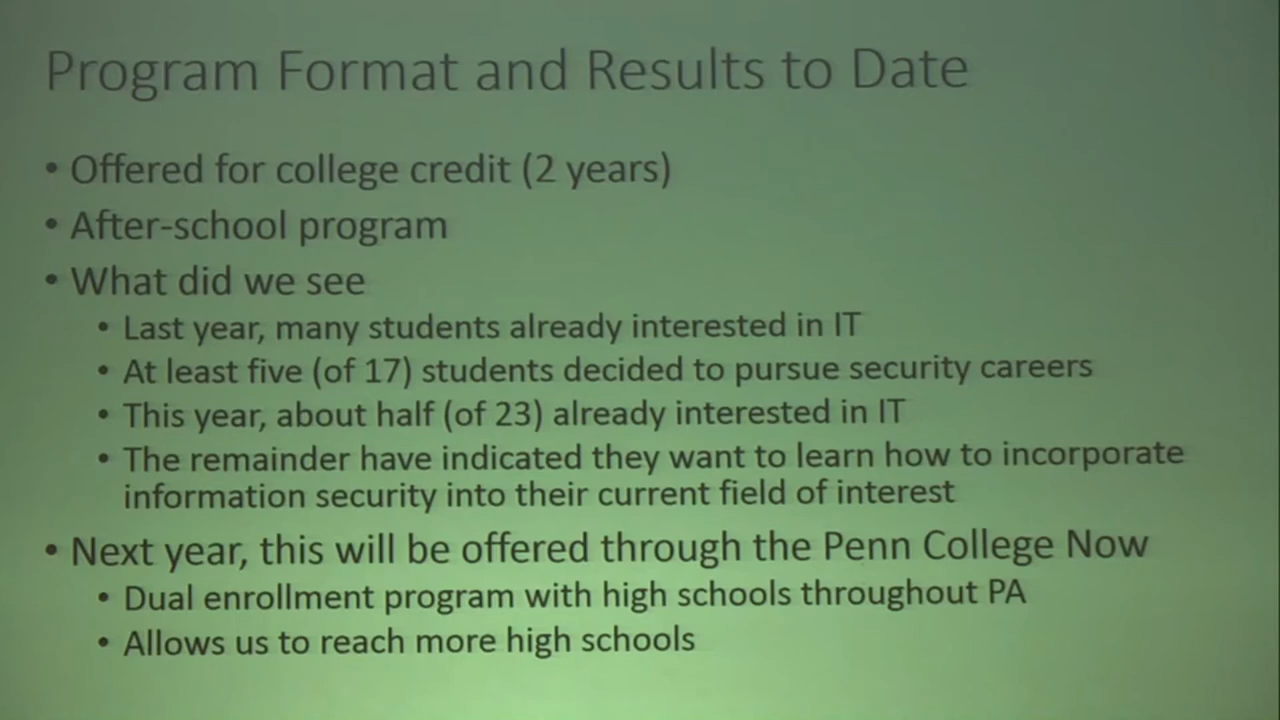 Program Format and Results to Date
• Offered for college credit (2 years)
• After-school program
• What did we see
• Last year, many students already interested in IT
• At least five (of 17) students decided to pursue security careers
• This year, about half (of 23) already interested in IT
• The remainder have indicated they want to learn how to incorporate
information security into their current field of interest
• Next year, this will be offered through the Penn College Now
• Dual enrollment program with high schools throughout PA
• Allows us to reach more high schools